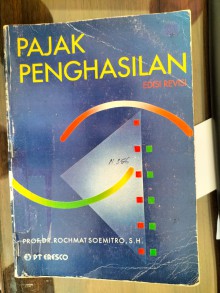 PAJAK
PENGHASILAN
EDISI REVISI
PROF. DR. ROCHMAT SOEMITRO, S.H.
PT ERESCO